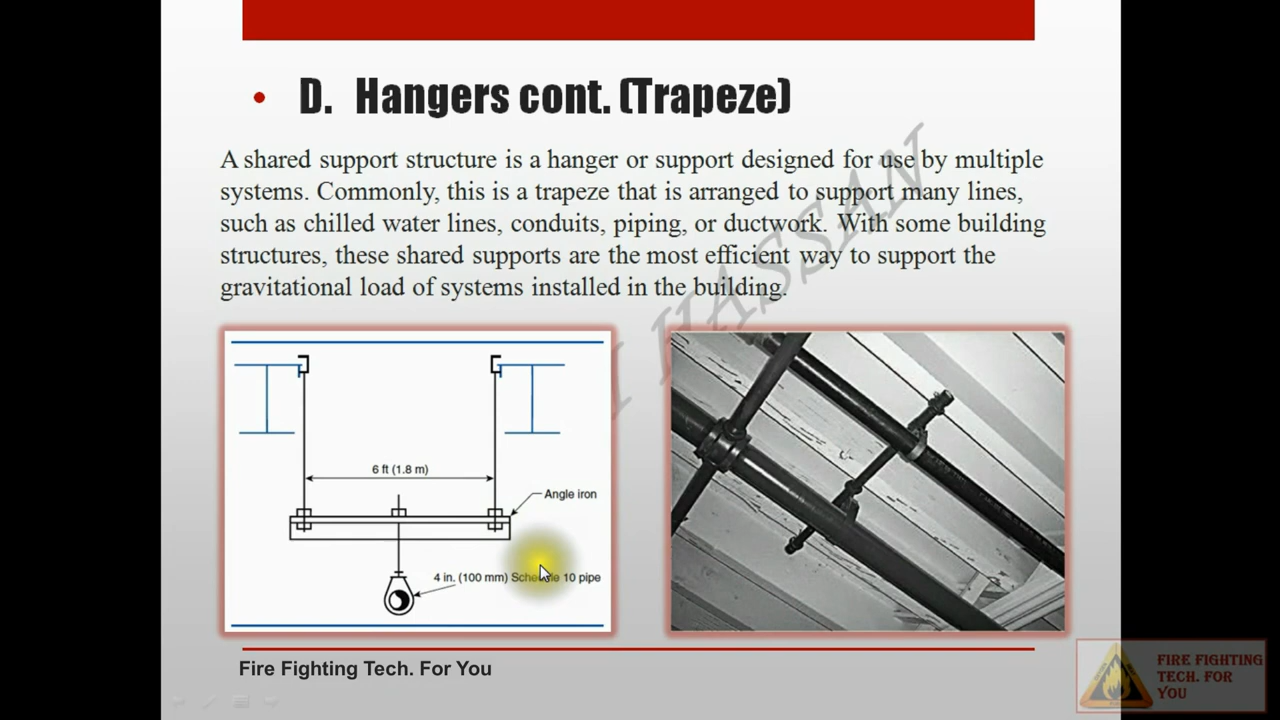 • D. Hangers cont. (Trapeze)
A shared support structure is a hanger or support designed for use by multiple
systems. Commonly, this is a trapeze that is arranged to support many lines,
such as chilled water lines, conduits, piping, or ductwork. With some building
structures, these shared supports are the most efficient way to support the
gravitational load of systems installed in the building.
HASSAN
6 ft (1.8 m)
Angle iron
4 in. (100 mm) Schedule 10 pipe
Fire Fighting Tech. For You
FIRE FIGHTING
TECH. FOR
YOU